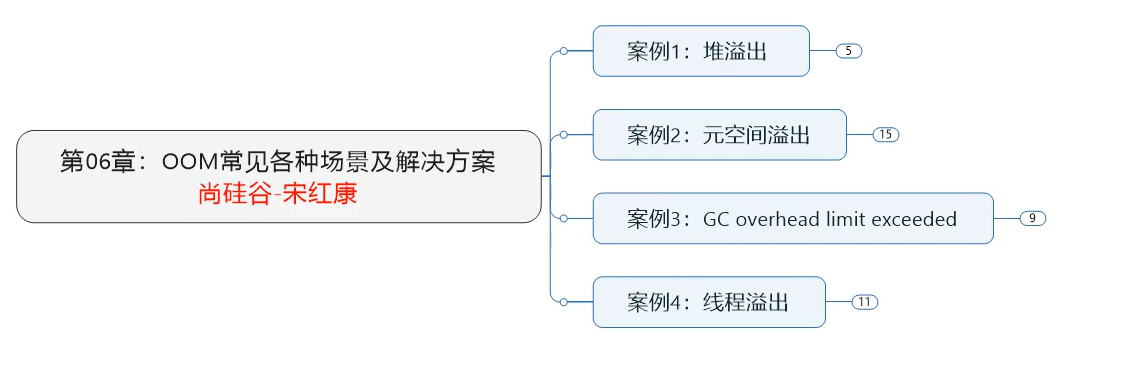 第06章：OOM常见各种场景及解决方案
尚硅谷-宋红康
案例1：堆溢出
5
案例2：元空间溢出
15
案例3：GC overhead limit exceeded
9
案例4：线程溢出
11